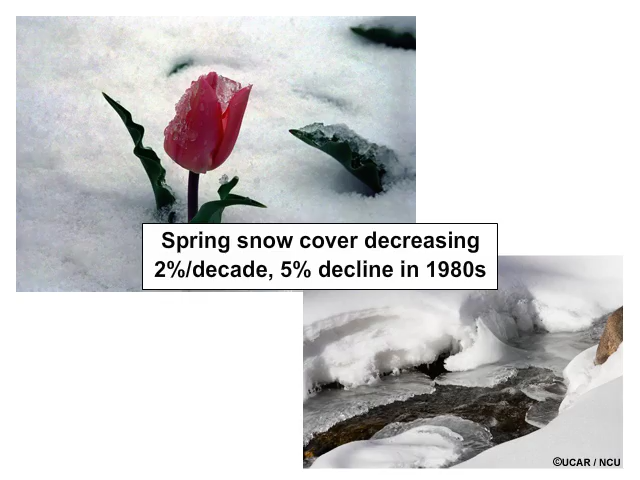 Spring snow cover decreasing
2%/decade, 5% decline in 1980s
©UCAR / NCU